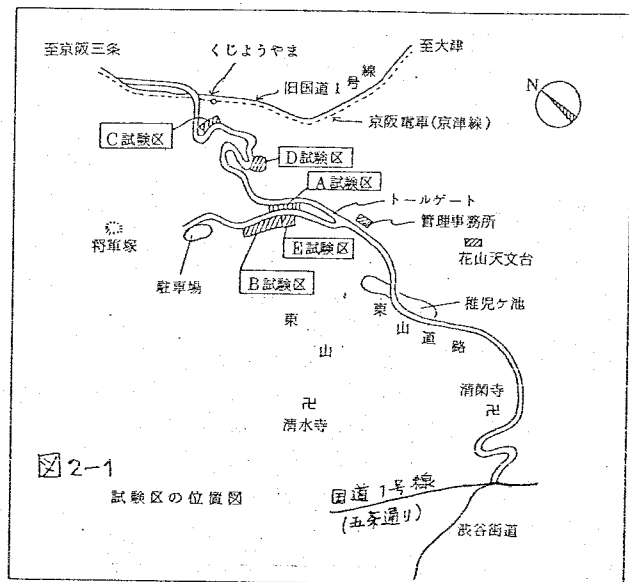 至京阪三条
くじょうやま
至大津
旧国道1号線
N
京阪電車(京津線)
C試験区
D試験区
A試験区
トールゲート
管理事務所
将軍塚
E試験区
花山天文台
駐車場
B試験区
稚児ケ池
東山
東山道路
清閑寺
卍
卍
清水寺
図2-1
試験区の位置図
国道1号線
(五条通り)
渋谷街道